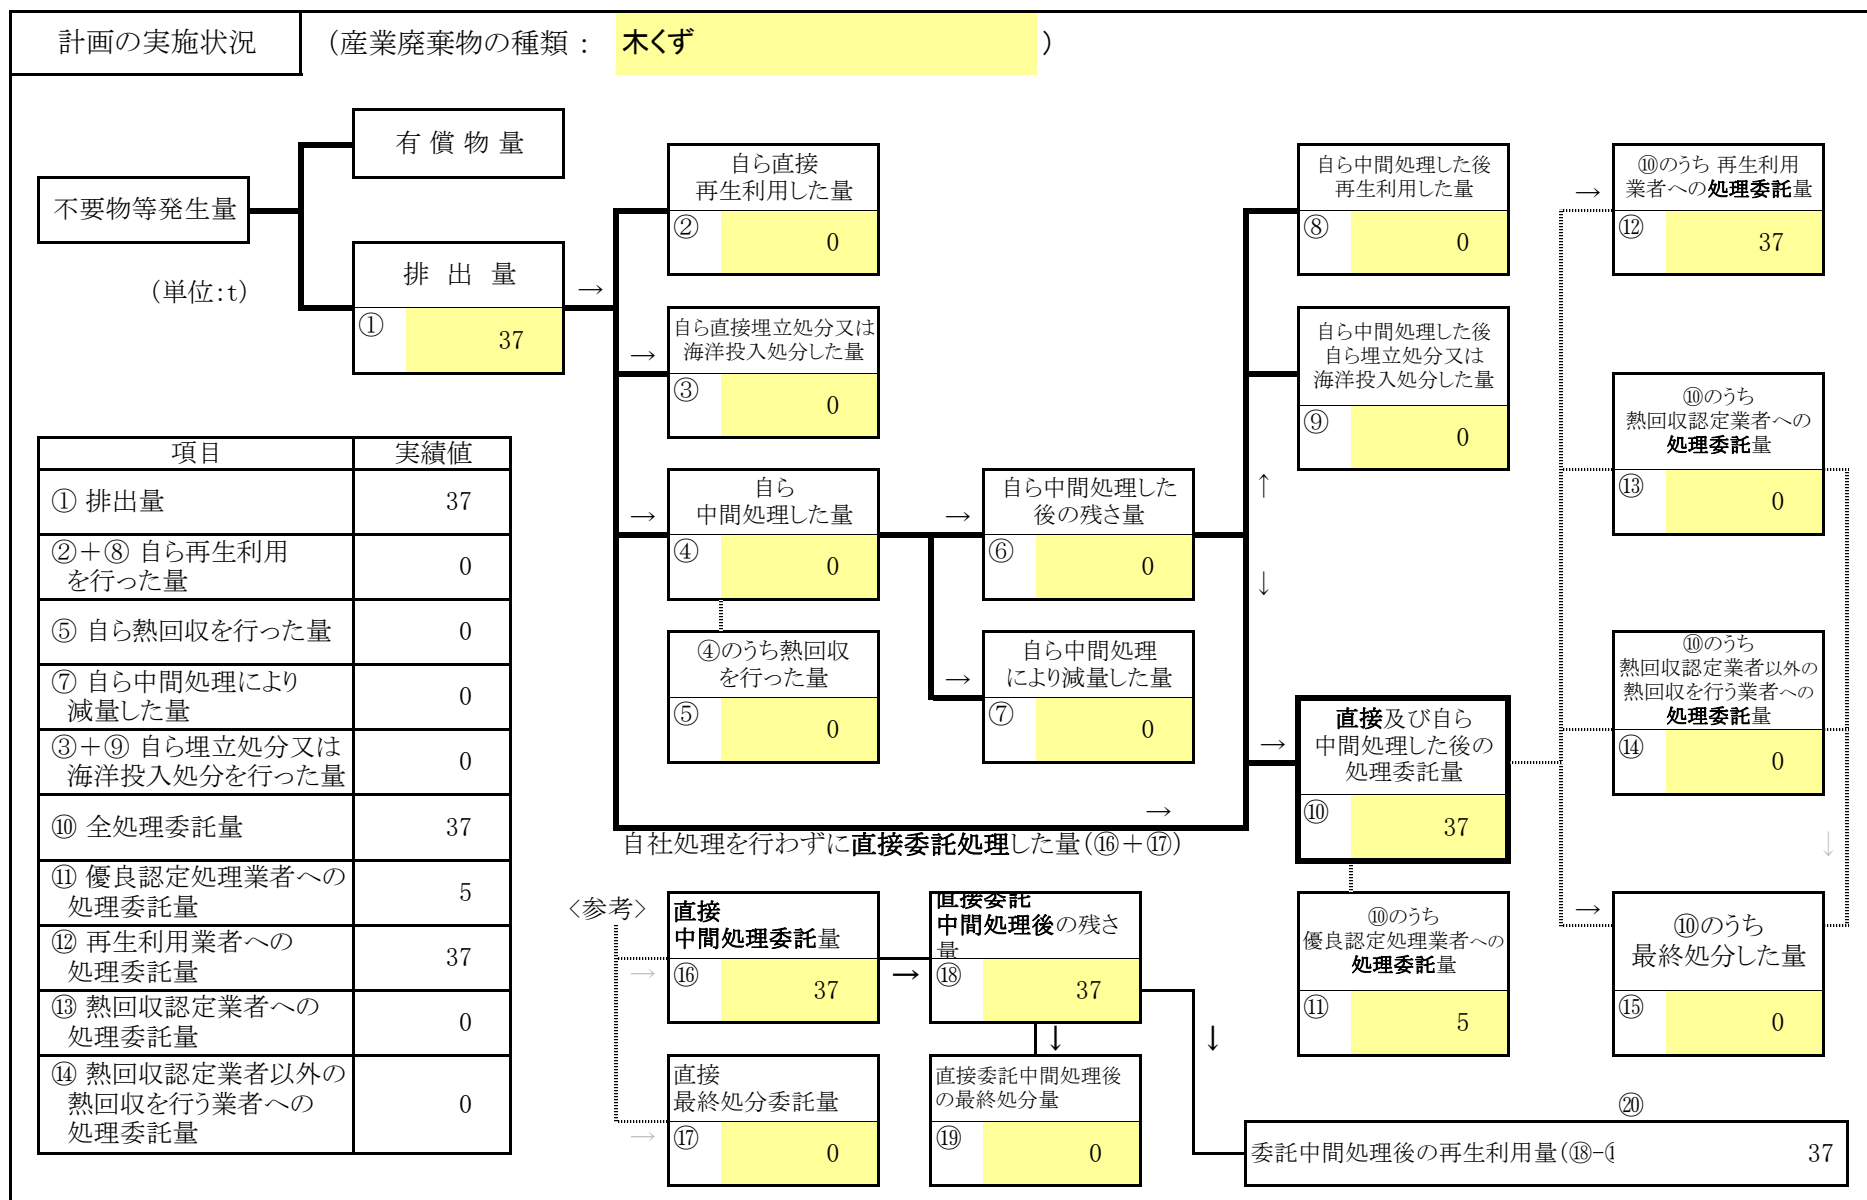 計画の実施状況
（産業廃棄物の種類： 木くず ）
有 償 物 量
不要物等発生量
（単位：t）
排 出 量
→
① 37
自ら直接
再生利用した量
② 0
自ら直接埋立処分又は
海洋投入処分した量
→
③ 0
自ら
中間処理した量
→
④ 0
④のうち熱回収
を行った量
⑤ 0
自ら中間処理した
後の残さ量
→
⑥ 0
自ら中間処理
により減量した量
→
⑦ 0
自ら中間処理した後
再生利用した量
⑧ 0
自ら中間処理した後
自ら埋立処分又は
海洋投入処分した量
⑨ 0
↑
↓
直接及び自ら
中間処理した後の
処理委託量
→
⑩ 37
→
自社処理を行わずに直接委託処理した量（⑯＋⑰）
⑩のうち
優良認定処理業者への
処理委託量
⑪ 5
→
⑩のうち 再生利用
業者への処理委託量
⑫ 37
⑩のうち
熱回収認定業者への
処理委託量
⑬ 0
⑩のうち
熱回収認定業者以外の
熱回収を行う業者への
処理委託量
⑭ 0
↓
→
⑩のうち
最終処分した量
⑮ 0
項目 実績値
① 排出量 37
②＋⑧ 自ら再生利用
を行った量 0
⑤ 自ら熱回収を行った量 0
⑦ 自ら中間処理により
減量した量 0
③＋⑨ 自ら埋立処分又は
海洋投入処分を行った量 0
⑩ 全処理委託量 37
⑪ 優良認定処理業者への
処理委託量 5
⑫ 再生利用業者への
処理委託量 37
⑬ 熱回収認定業者への
処理委託量 0
⑭ 熱回収認定業者以外の
熱回収を行う業者への
処理委託量 0
〈参考〉
直接
中間処理委託量
→
⑯ 37
直接
最終処分委託量
→
⑰ 0
直接委託
中間処理後の残さ
量
→
⑱ 37
↓
↓
直接委託中間処理後
の最終処分量
⑲ 0
⑳
委託中間処理後の再生利用量（⑱－ 37